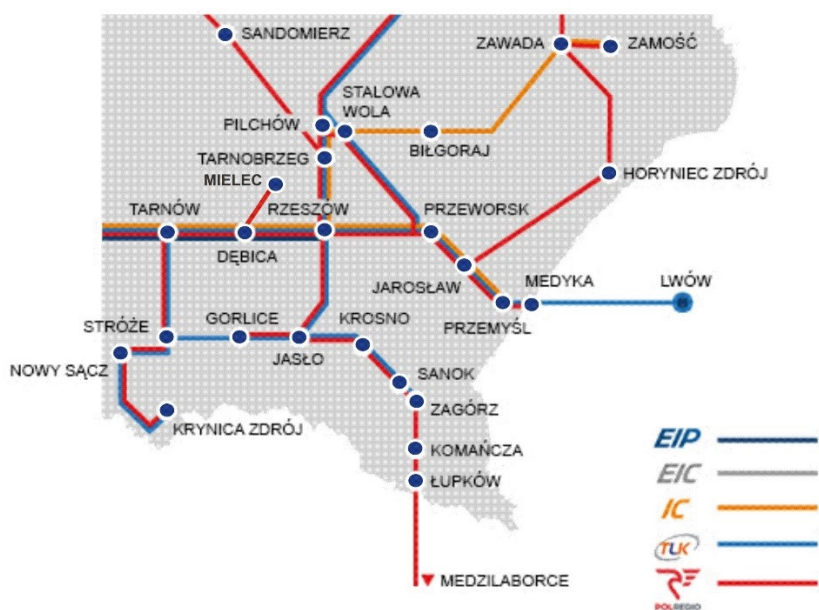 SANDOMIERZ
ZAWADA
ZAMOŚĆ
STALOWA
WOLA
PILCHÓW
BIŁGORAJ
TARNOBRZEG
HORYNIEC ZDRÓJ
MIELEC
TARNÓW
RZESZÓW
PRZEWORSK
DĘBICA
JAROSŁAW
MEDYKA
LWÓW
PRZEMYŚL
STRÓŻE
GORLICE
KROSNO
JASŁO
NOWY SĄCZ
SANOK
ZAGÓRZ
KRYNICA ZDRÓJ
EIP
KOMAŃCZA
EIC
ŁUPKÓW
IC
TLK
MEDZILABORCE
POLREGIO